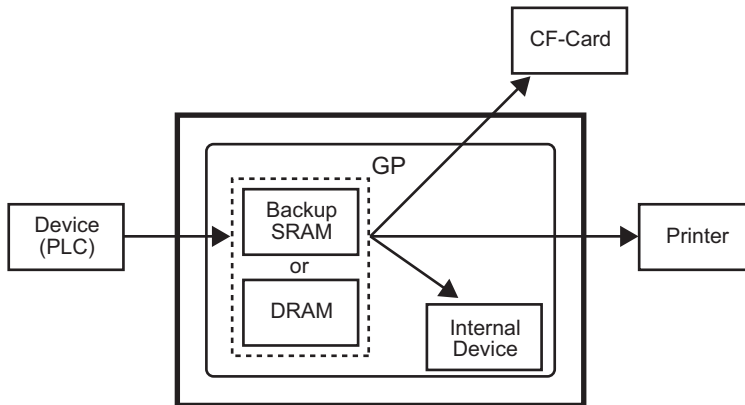 CF-Card
GP
Backup
SRAM
or
DRAM
Device
(PLC)
Printer
Internal
Device